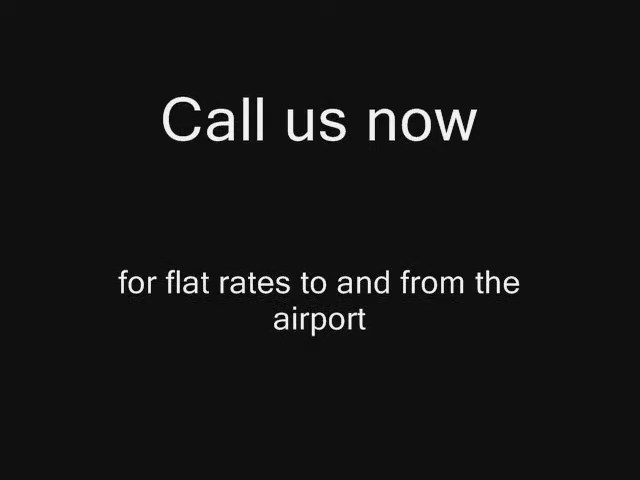 Call us now
for flat rates to and from the
airport